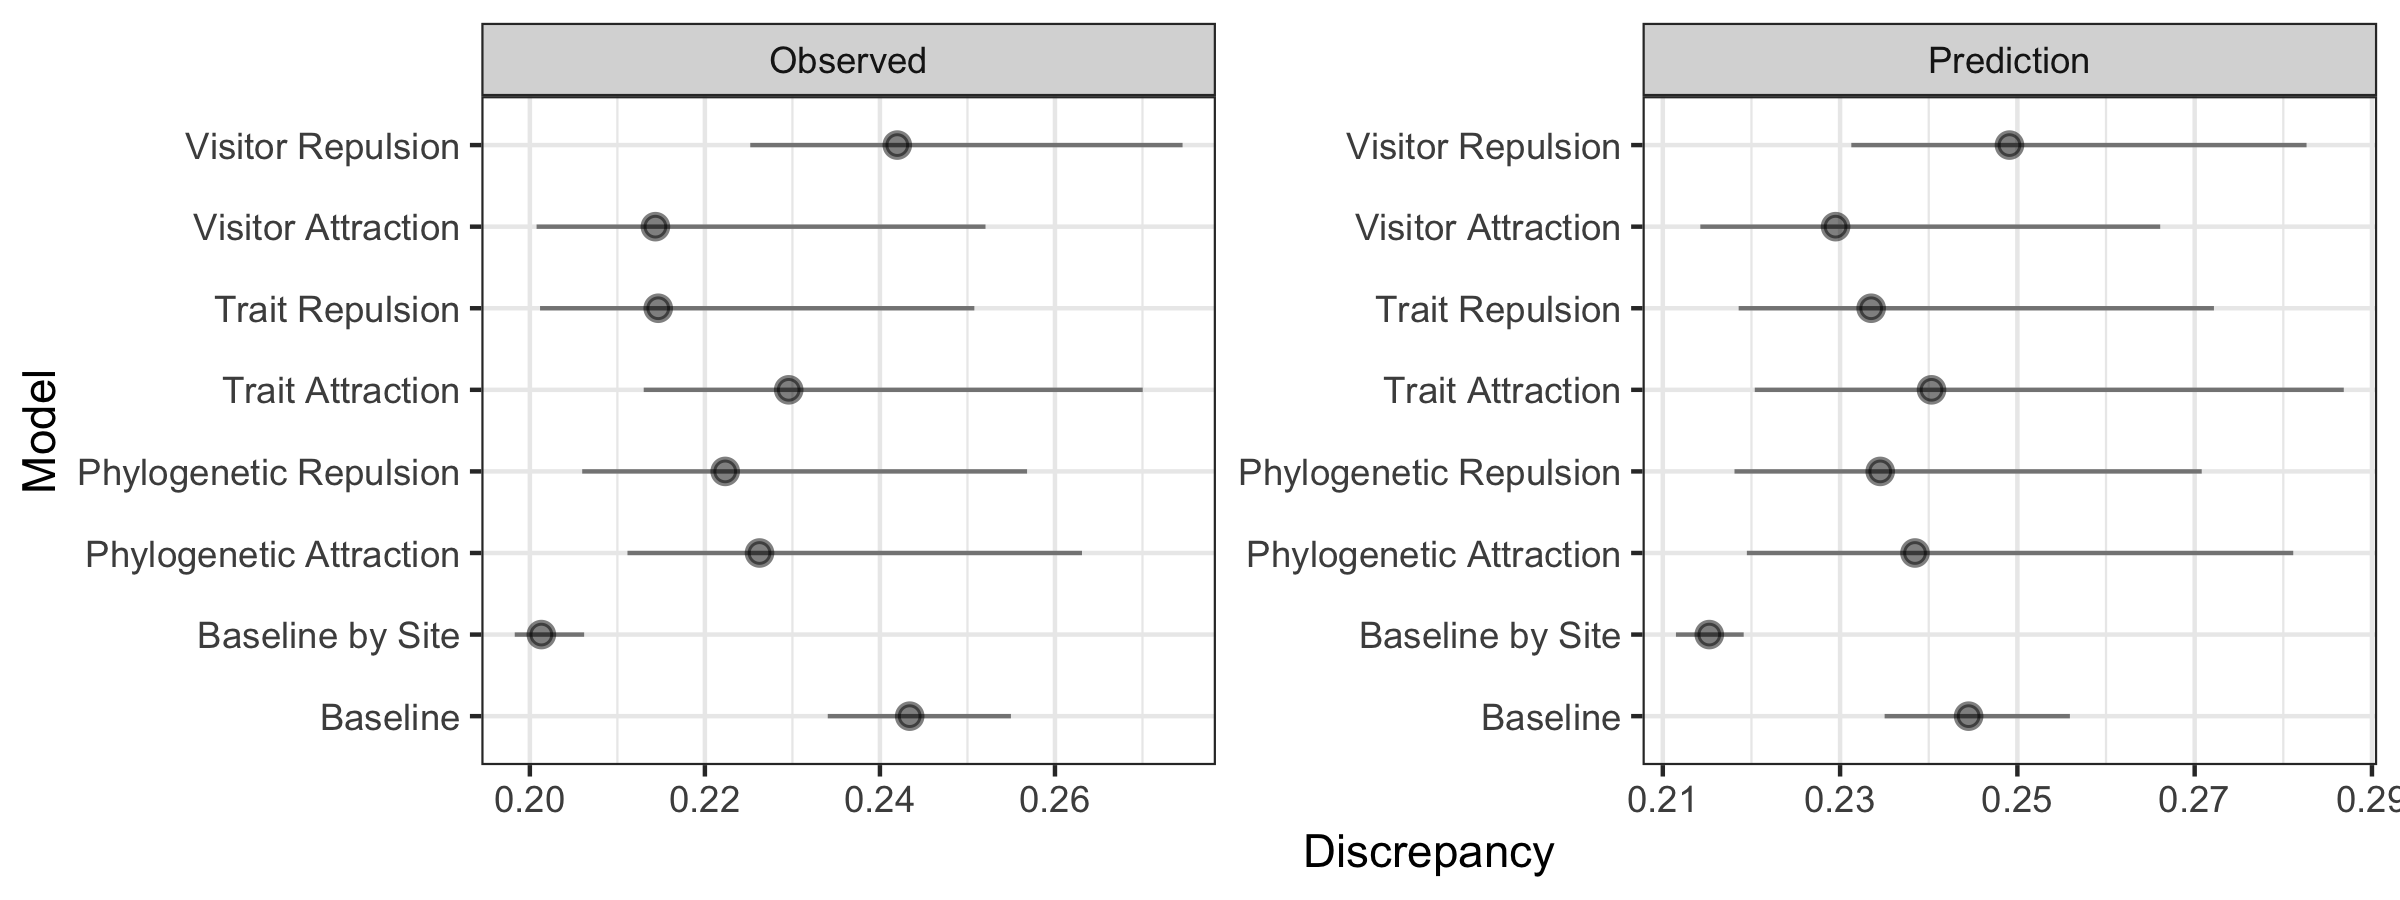 Observed
Prediction
Model
Visitor Repulsion
Visitor Attraction
Trait Repulsion
Trait Attraction
Phylogenetic Repulsion
Phylogenetic Attraction
Baseline by Site
Baseline
0.20 0.22 0.24 0.26
Visitor Repulsion
Visitor Attraction
Trait Repulsion
Trait Attraction
Phylogenetic Repulsion
Phylogenetic Attraction
Baseline by Site
Baseline
0.21 0.23 0.25 0.27 0.29
Discrepancy